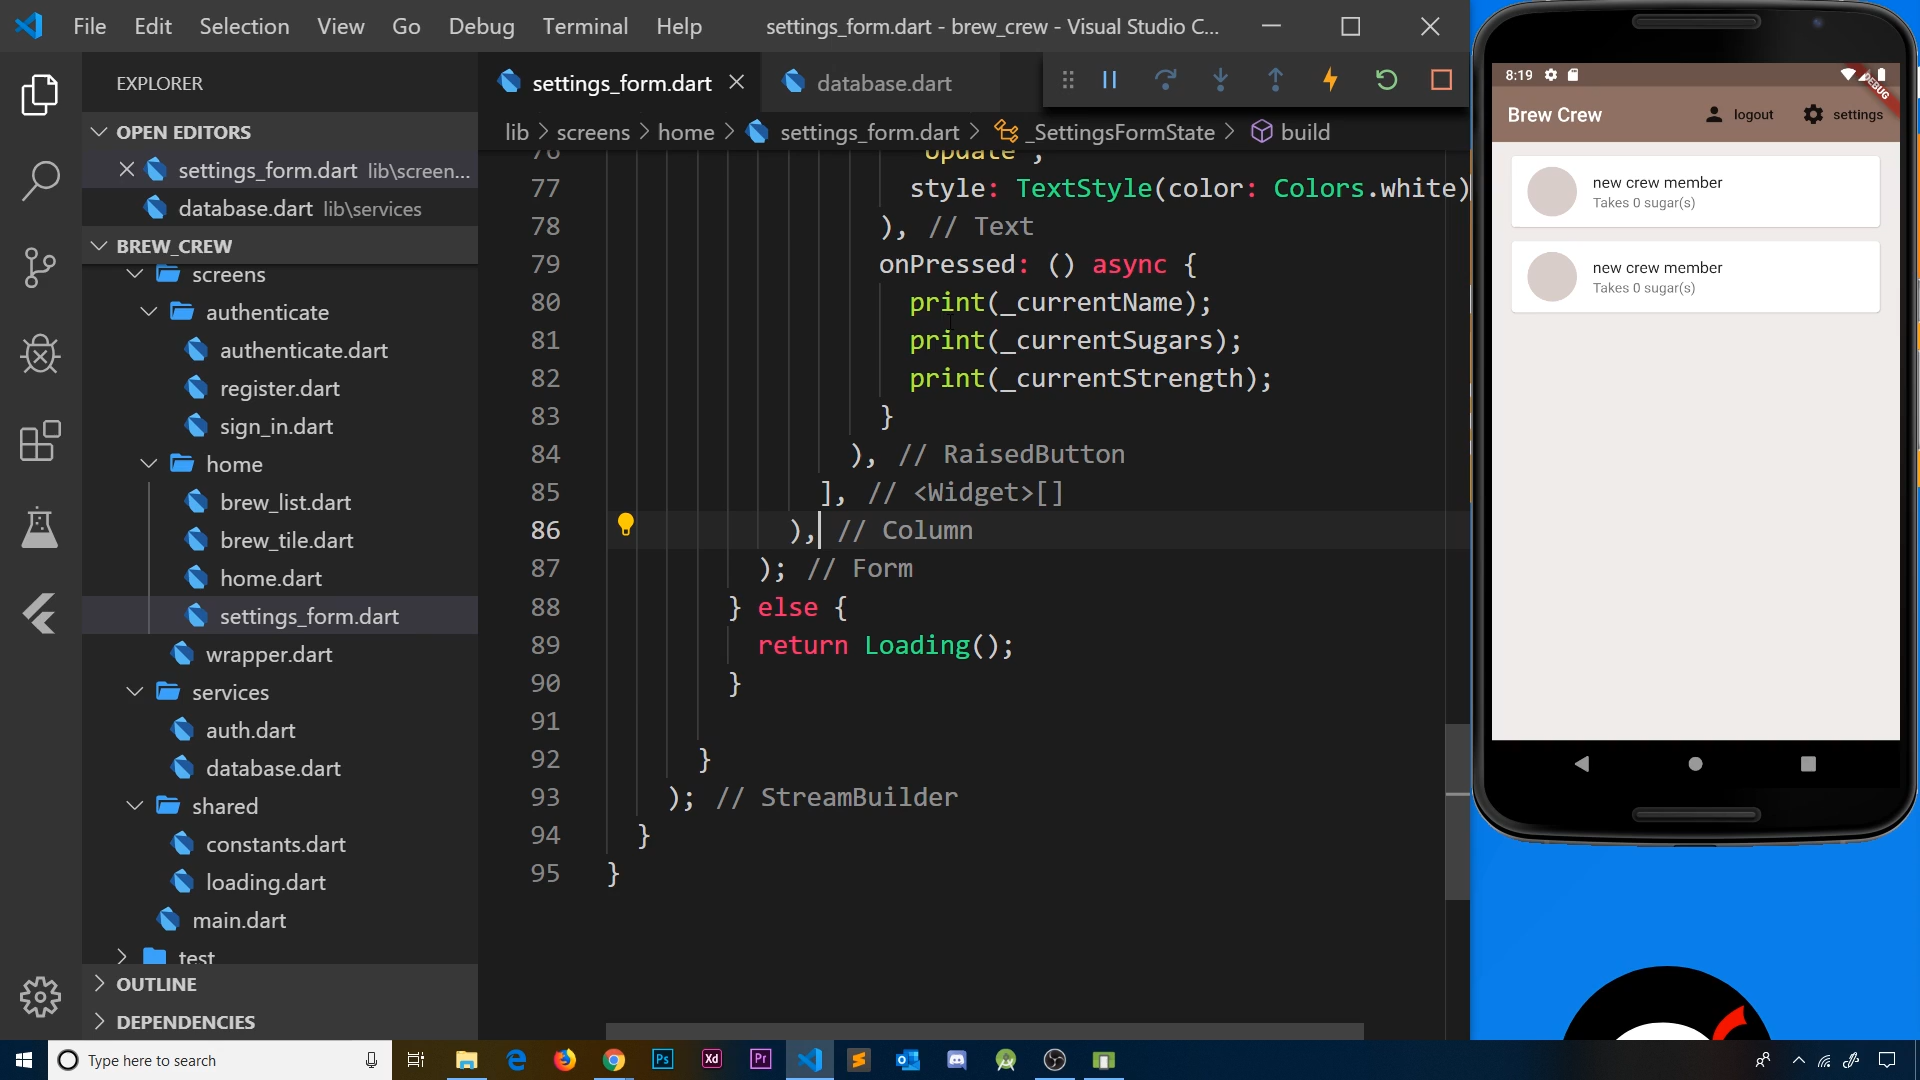 File Edit Selection View Go Debug Terminal Help
settings_form.dart - brew_crew - Visual Studio C...
EXPLORER
OPEN EDITORS
settings_form.dart lib\screen...
database.dart lib\services
BREW_CREW
screens
authenticate
authenticate.dart
register.dart
sign_in.dart
home
brew_list.dart
brew_tile.dart
home.dart
settings_form.dart
wrapper.dart
services
auth.dart
database.dart
shared
constants.dart
loading.dart
main.dart
test
OUTLINE
DEPENDENCIES
settings_form.dart
database.dart
lib > screens > home > settings_form.dart > _SettingsFormState > build
76 'Update',
77 style: TextStyle(color: Colors.white)
78 ), // Text
79 onPressed: () async {
80 print(_currentName);
81 print(_currentSugars);
82 print(_currentStrength);
83 }
84 ), // RaisedButton
85 ], // <Widget>[]
86 ), // Column
87 ); // Form
88 } else {
89 return Loading();
90 }
91
92 }
93 ); // StreamBuilder
94 }
95 }
8:19
DEBUG
Brew Crew
logout
settings
new crew member
Takes 0 sugar(s)
new crew member
Takes 0 sugar(s)
Type here to search
Ps
Xd
Pr